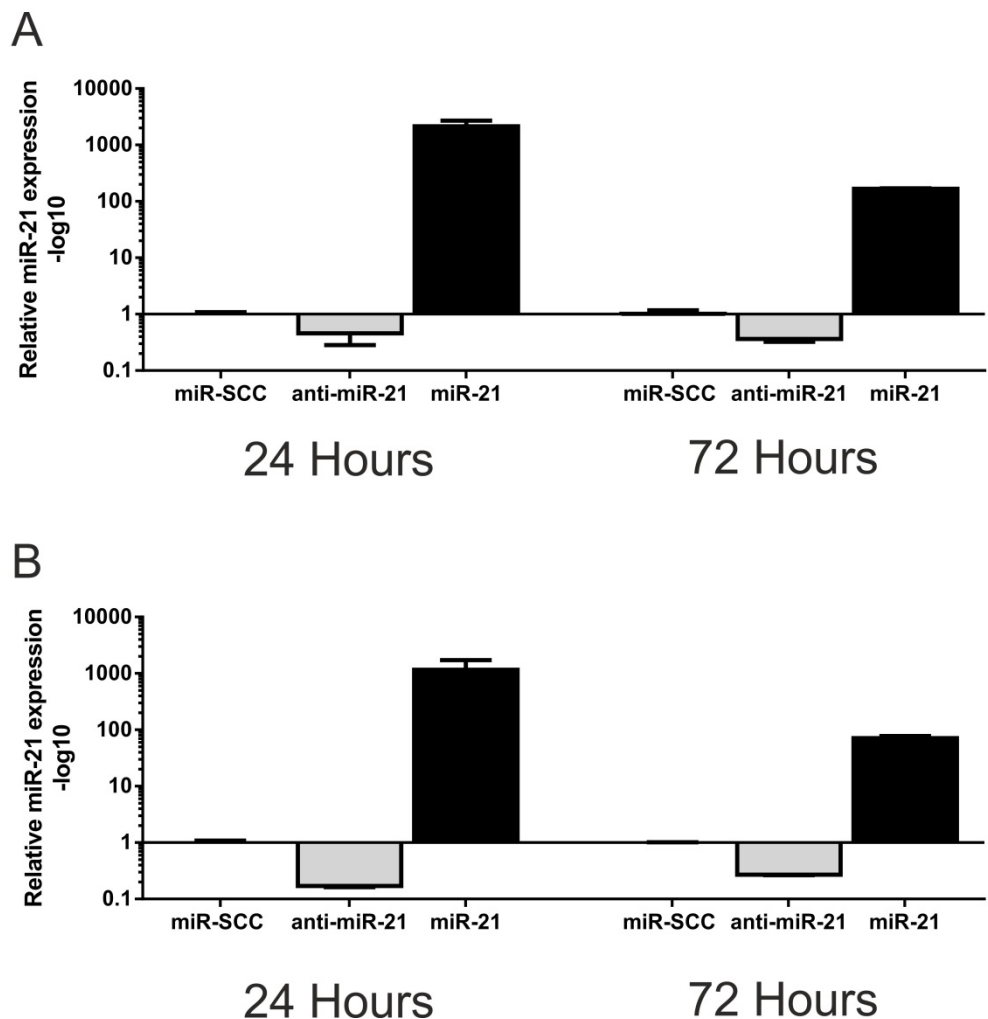 A
Relative miR-21 expression
-log10
10000
1000
100
10
1
0.1
miR-SCC anti-miR-21 miR-21 miR-SCC anti-miR-21 miR-21
24 Hours 72 Hours
B
Relative miR-21 expression
-log10
10000
1000
100
10
1
0.1
miR-SCC anti-miR-21 miR-21 miR-SCC anti-miR-21 miR-21
24 Hours 72 Hours